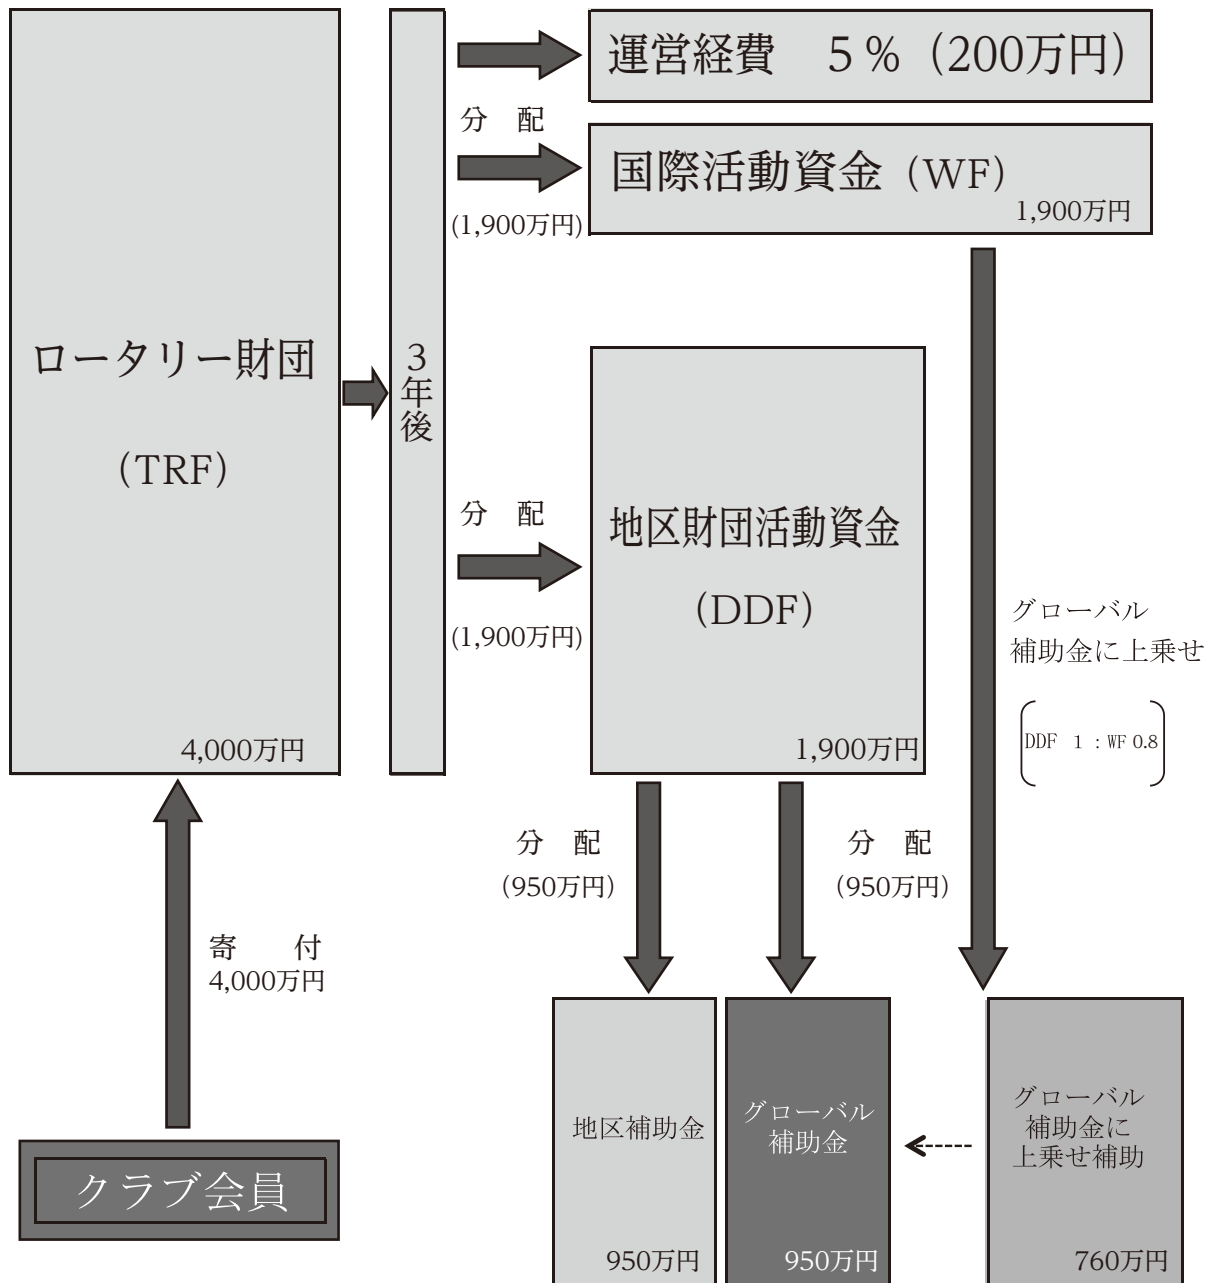 運営経費　５％（200万円）
分　配
国際活動資金（WF）
1,900万円
(1,900万円)
ロータリー財団
（TRF）
4,000万円
３年後
分　配
(1,900万円)
地区財団活動資金
（DDF）
1,900万円
グローバル
補助金に上乗せ
DDF 1 : WF 0.8
分　配
（950万円）
分　配
（950万円）
寄　付
4,000万円
クラブ会員
地区補助金
950万円
グローバル
補助金
950万円
グローバル
補助金に
上乗せ補助
760万円